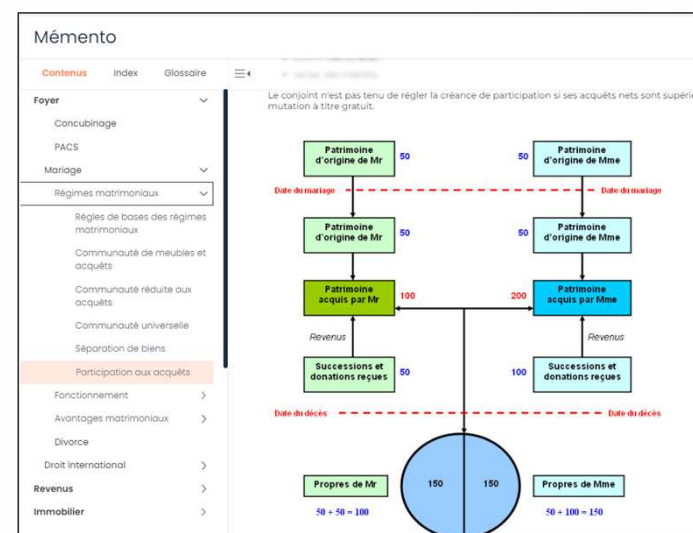 Mémento
Contenus Index Glossaire
Foyer
Concubinage
PACS
Mariage
Régimes matrimoniaux
Règles de bases des régimes
matrimoniaux
Communauté de meubles et
acquêts
Communauté réduite aux
acquêts
Communauté universelle
Séparation de biens
Participation aux acquêts
Fonctionnement
Avantages matrimoniaux
Divorce
Droit international
Revenus
Immobilier
Le conjoint n'est pas tenu de régler la créance de participation si ses acquêts nets sont supérie
mutation à titre gratuit.
Patrimoine
d'origine de Mr
50
50
Patrimoine
d'origine de Mme
Date du mariage
Date du mariage
Patrimoine
d'origine de Mr
50
50
Patrimoine
d'origine de Mme
Patrimoine
acquis par Mr
100
200
Patrimoine
acquis par Mme
Revenus
Revenus
Successions et
donations reçues
50
100
Successions et
donations reçues
Date du décès
Date du décès
Propres de Mr
150
150
Propres de Mme
50 + 50 = 100
50 + 100 = 150